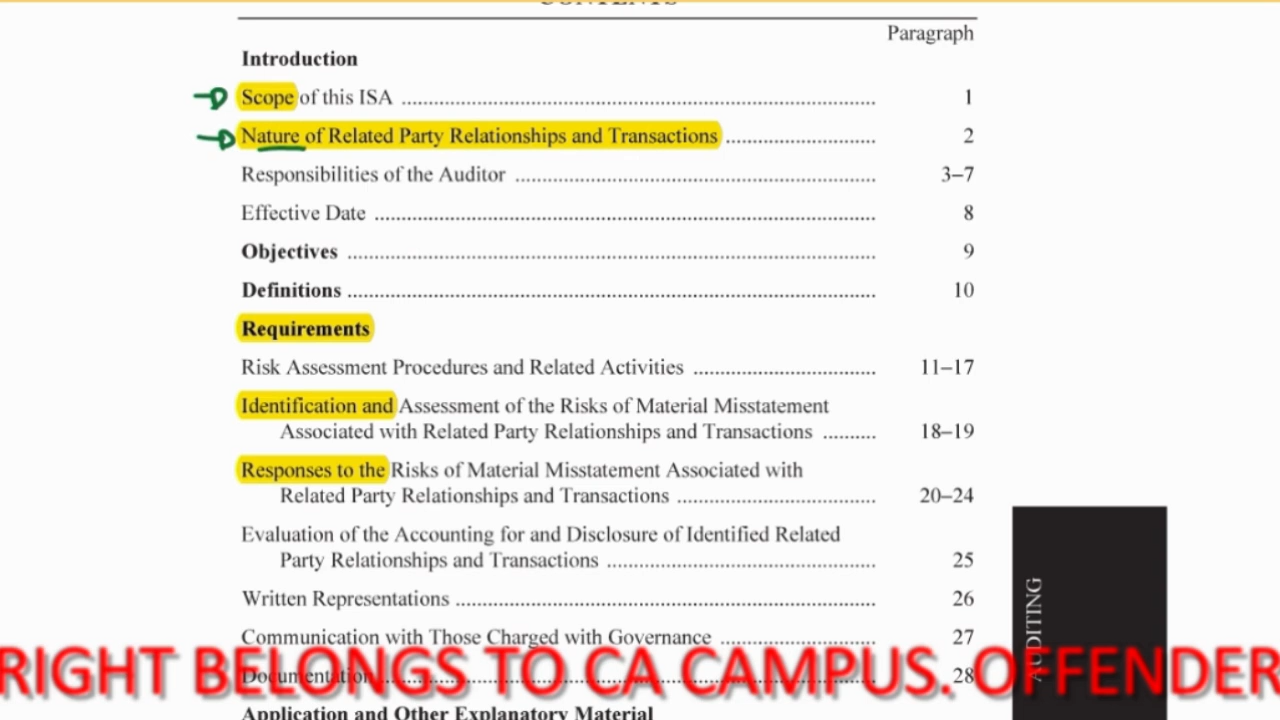 CONTENTS
Paragraph
Introduction
Scope of this ISA .......... 1
Nature of Related Party Relationships and Transactions .......... 2
Responsibilities of the Auditor .......... 3–7
Effective Date .......... 8
Objectives .......... 9
Definitions .......... 10
Requirements
Risk Assessment Procedures and Related Activities .......... 11–17
Identification and Assessment of the Risks of Material Misstatement
Associated with Related Party Relationships and Transactions .......... 18–19
Responses to the Risks of Material Misstatement Associated with
Related Party Relationships and Transactions .......... 20–24
Evaluation of the Accounting for and Disclosure of Identified Related
Party Relationships and Transactions .......... 25
Written Representations .......... 26
Communication with Those Charged with Governance .......... 27
Documentation .......... 28
RIGHT BELONGS TO CA CAMPUS. OFFENDER
Application and Other Explanatory Material
AUDITING